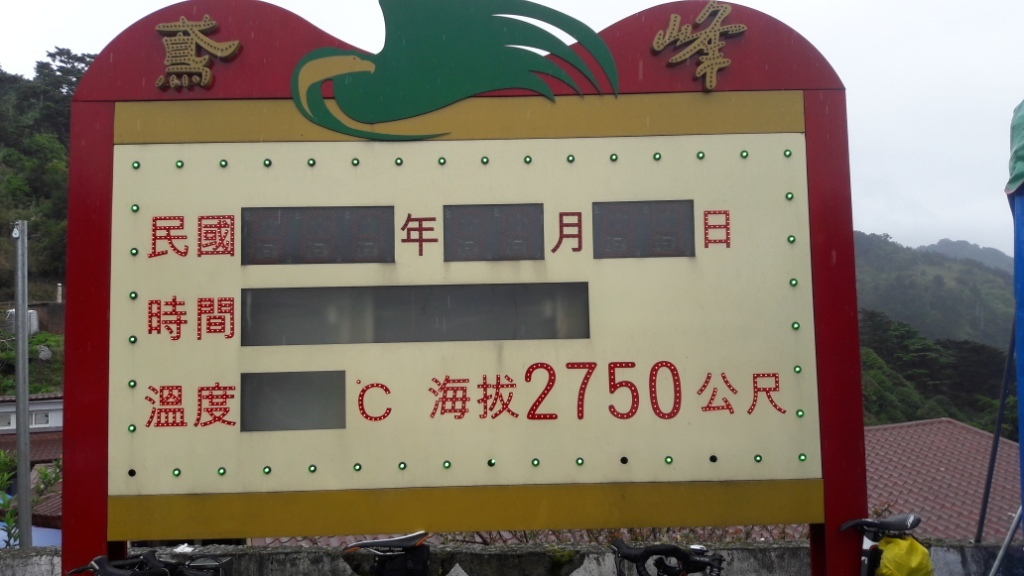 鳶峰
民國 年 月 日
時間
溫度 ℃ 海拔2750公尺